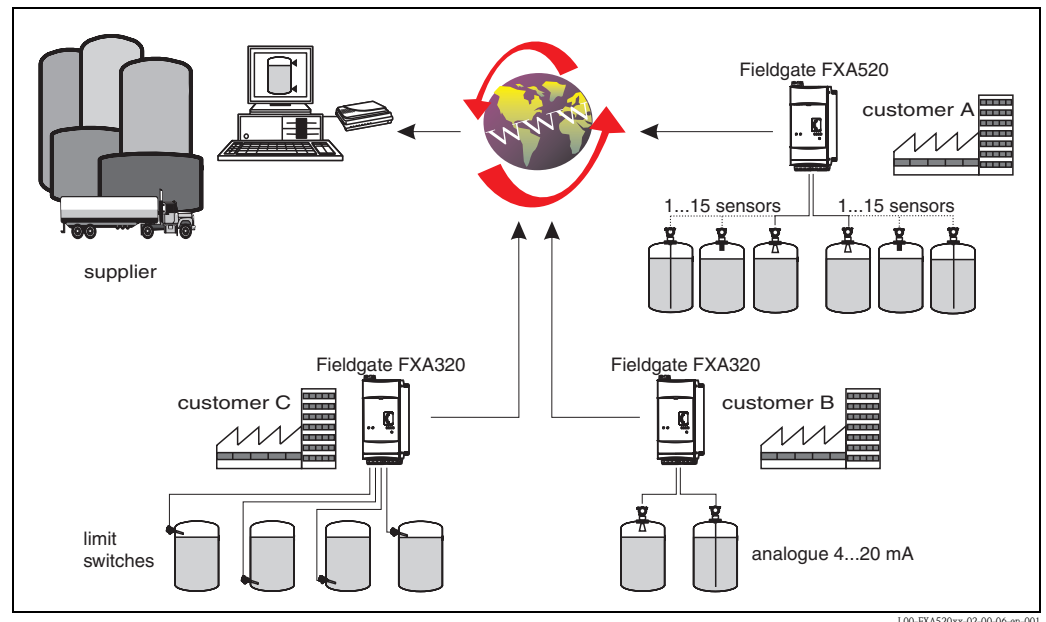 Fieldgate FXA520
customer A
WWW
1...15 sensors
1...15 sensors
supplier
Fieldgate FXA320
customer C
limit
switches
Fieldgate FXA320
customer B
analogue 4...20 mA
L00-FXA520xx-02-00-06-en-001